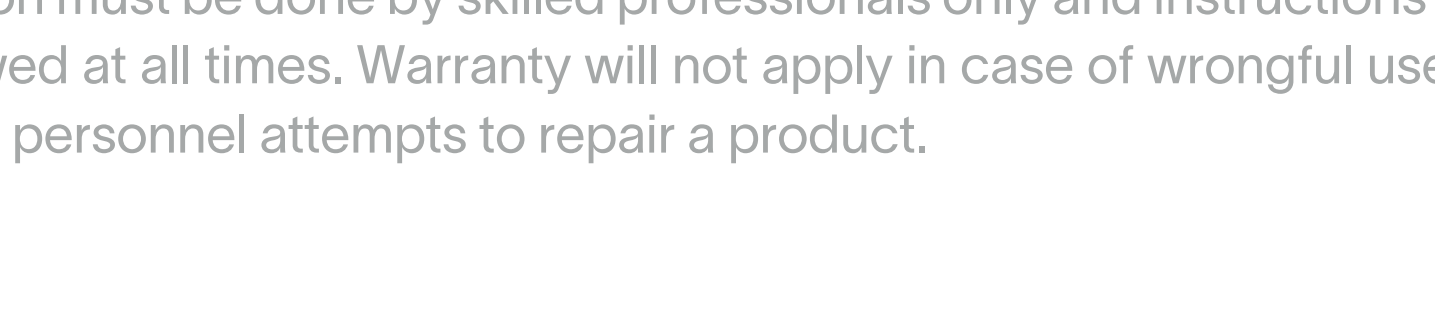 on must be done by skilled professionals only and instructions
wed at all times. Warranty will not apply in case of wrongful use
personnel attempts to repair a product.